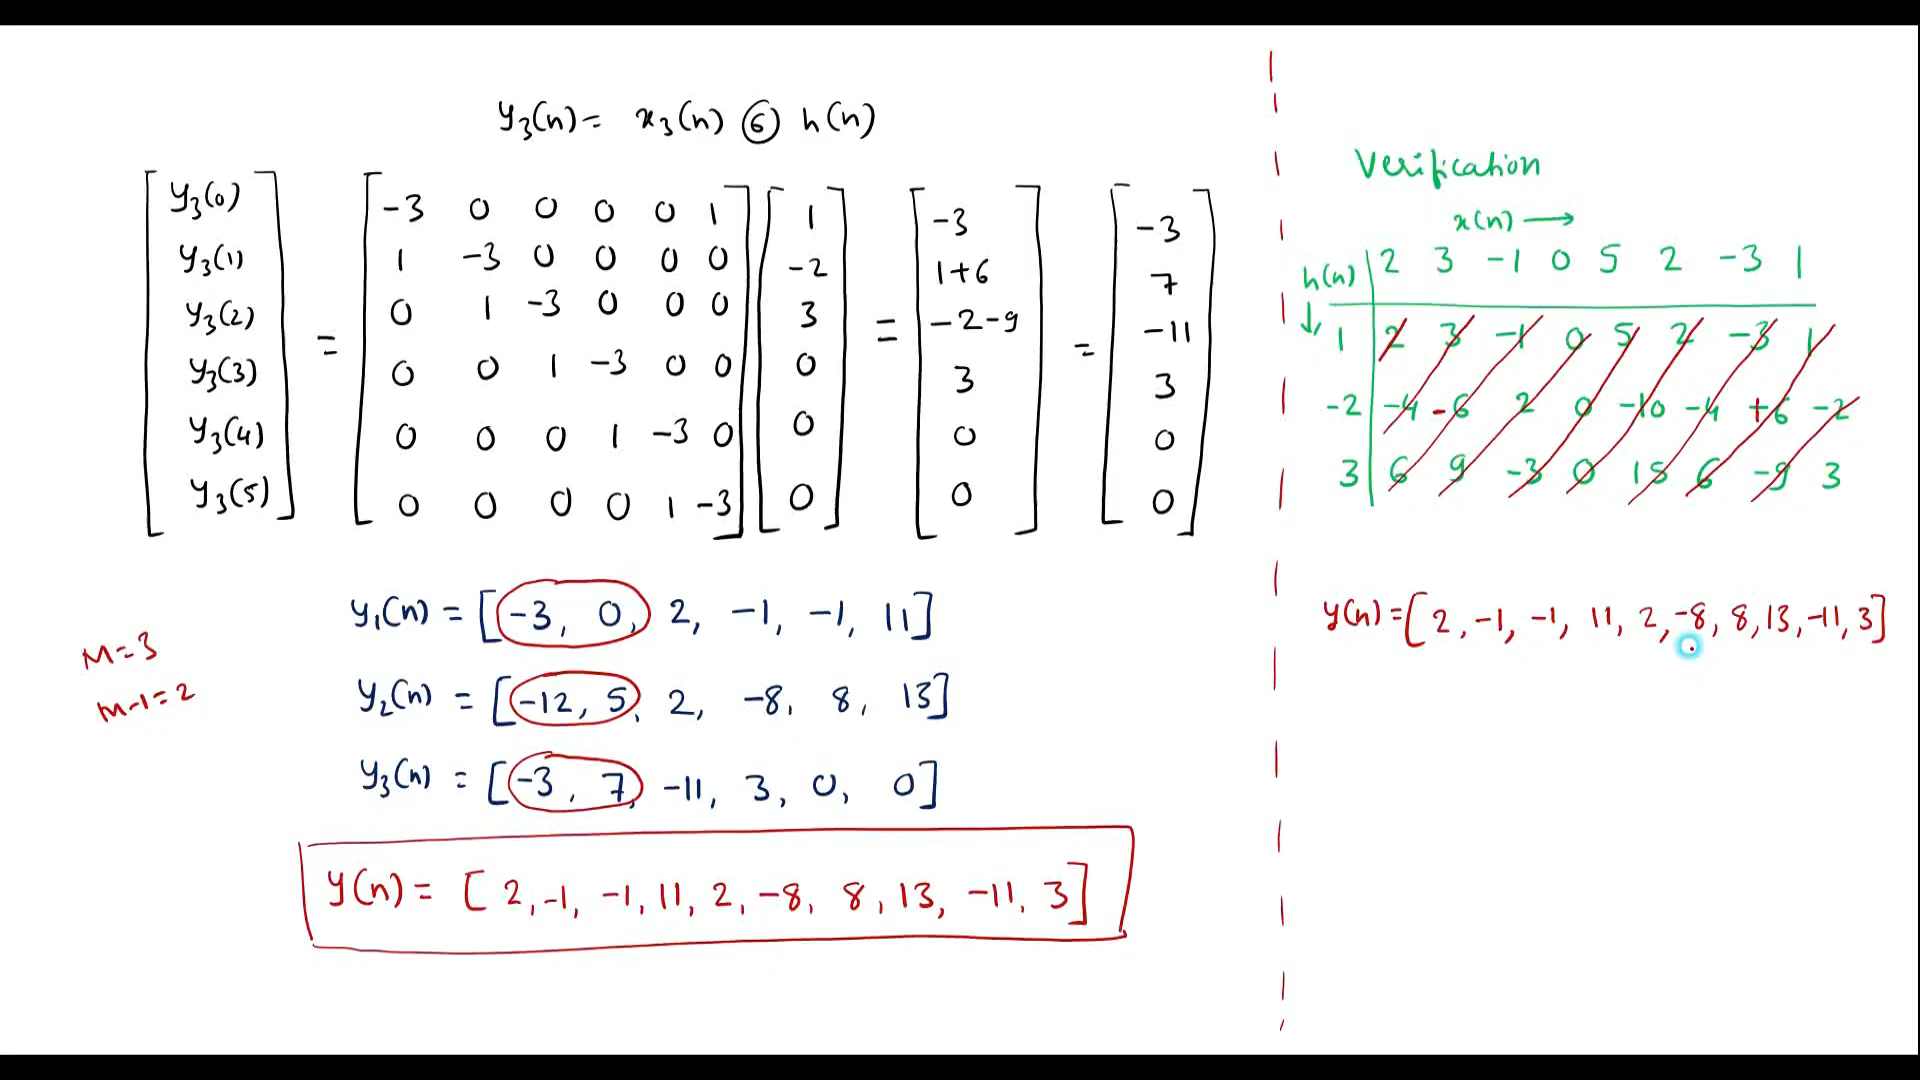 y₃(n) = x₃(n) ⑥ h(n)
[y₃(0)] = [-3 0 0 0 0 1] [1] = [-3] = [-3]
[y₃(1)] [1 -3 0 0 0 0] [-2] [1+6] [7]
[y₃(2)] [0 1 -3 0 0 0] [3] [-2-9] [-11]
[y₃(3)] [0 0 1 -3 0 0] [0] [3] [3]
[y₃(4)] [0 0 0 1 -3 0] [0] [0] [0]
[y₃(5)] [0 0 0 0 1 -3] [0] [0] [0]
M=3
M-1=2
y₁(n) = [-3, 0, 2, -1, -1, 11]
y₂(n) = [-12, 5, 2, -8, 8, 13]
y₃(n) = [-3, 7, -11, 3, 0, 0]
y(n) = [2, -1, -1, 11, 2, -8, 8, 13, -11, 3]
Verification
x(n) →
h(n) ↓ 2 3 -1 0 5 2 -3 1
1 2 3 -1 0 5 2 -3 1
-2 -4 -6 2 0 -10 -4 +6 -2
3 6 9 -3 0 15 6 -9 3
y(n) = [2, -1, -1, 11, 2, -8, 8, 13, -11, 3]